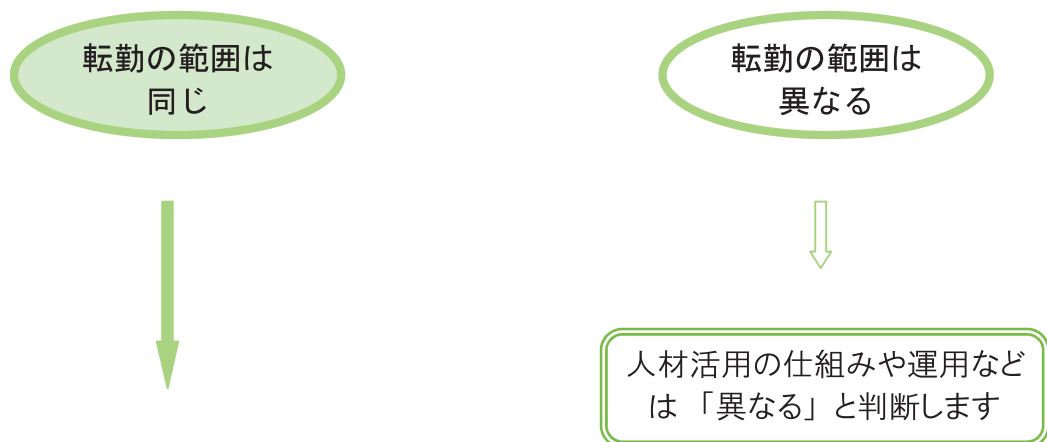 転勤の範囲は
同じ
転勤の範囲は
異なる
人材活用の仕組みや運用など
は「異なる」と判断します